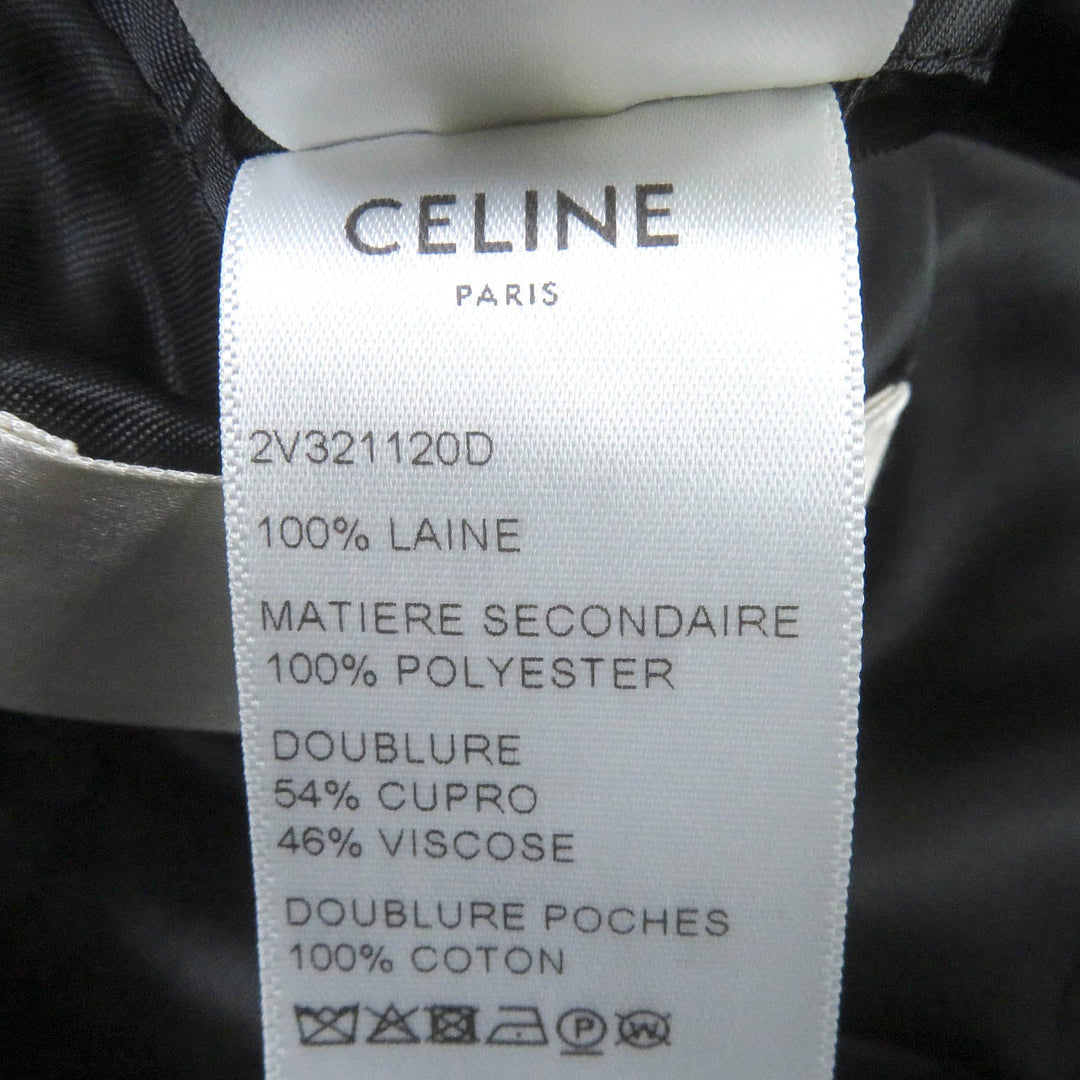 CELINE
PARIS
2V321120D
100% LAINE
MATIERE SECONDAIRE
100% POLYESTER
DOUBLURE
54% CUPRO
46% VISCOSE
DOUBLURE POCHES
100% COTON
P W